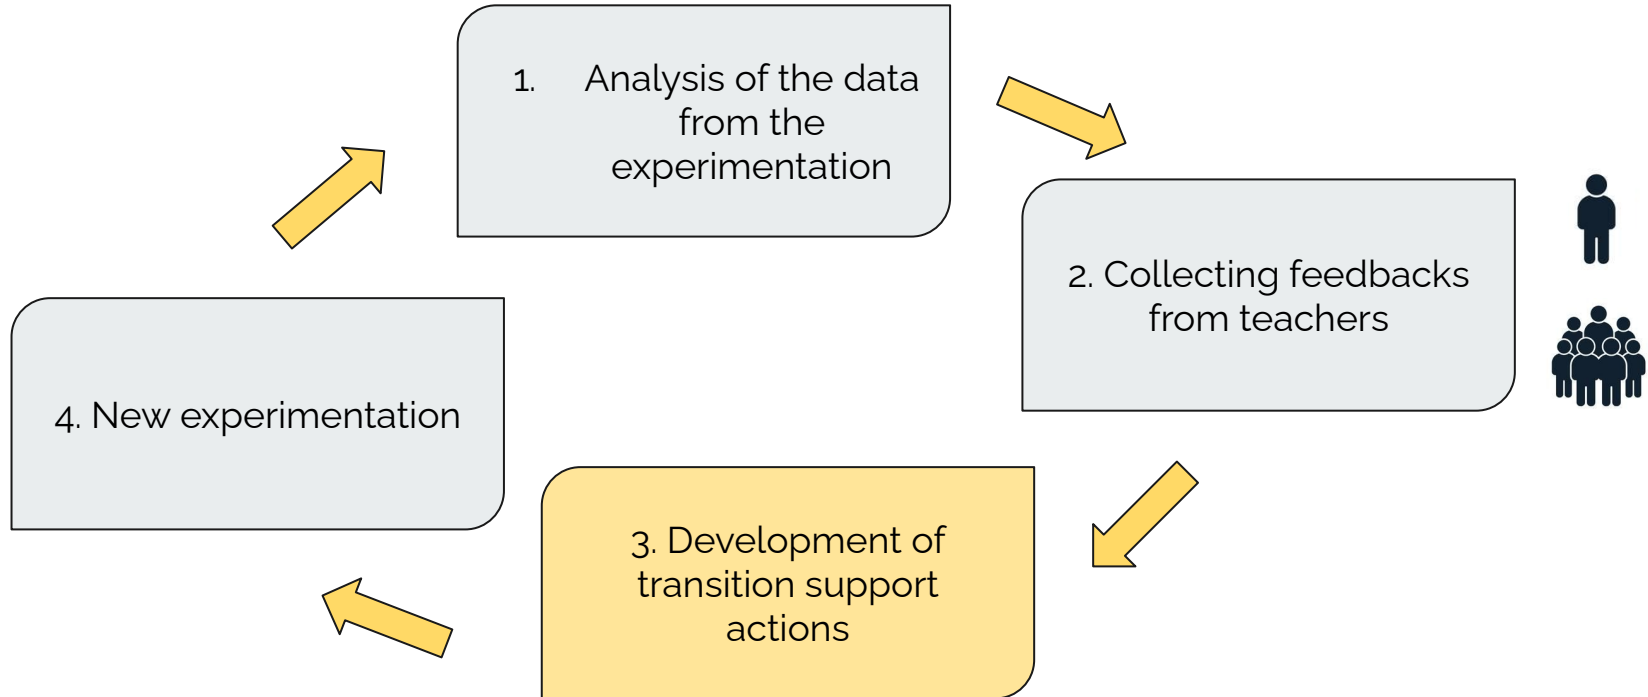 1. Analysis of the data
from the
experimentation
2. Collecting feedbacks
from teachers
3. Development of
transition support
actions
4. New experimentation